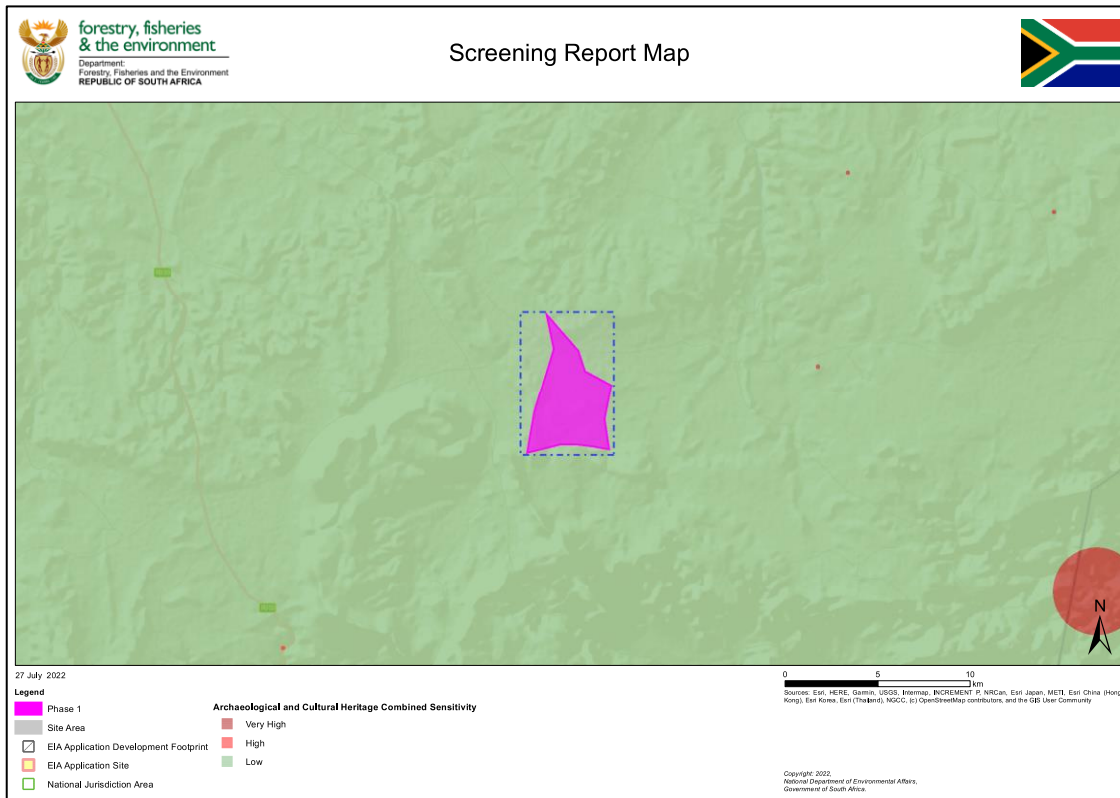 forestry, fisheries
& the environment
Department:
Forestry, Fisheries and the Environment
REPUBLIC OF SOUTH AFRICA
Screening Report Map
N
27 July 2022
Legend
Phase 1
Site Area
EIA Application Development Footprint
EIA Application Site
National Jurisdiction Area
Archaeological and Cultural Heritage Combined Sensitivity
Very High
High
Low
0 5 10
km
Sources: Esri, HERE, Garmin, USGS, Intermap, INCREMENT P, NRCan, Esri Japan, METI, Esri China (Hong
Kong), Esri Korea, Esri (Thailand), NGCC, (c) OpenStreetMap contributors, and the GIS User Community
Copyright: 2022,
National Department of Environmental Affairs,
Government of South Africa.